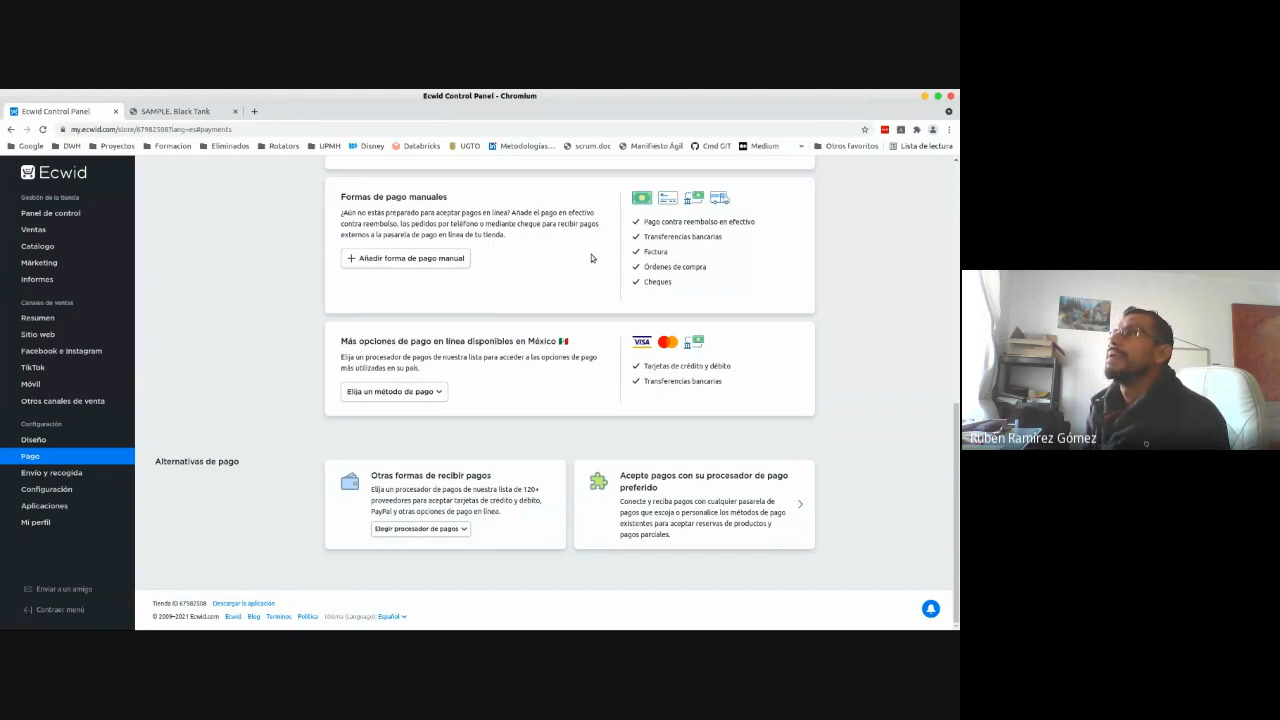 Ecwid Control Panel - Chromium
Ecwid Control Panel
SAMPLE. Black Tank
my.ecwid.com/store/67982508?lang=es#payments
Google DWH Proyectos Formacion Eliminados Rotators UPMH Disney Databricks UGTO Metodologías... scrum.doc Manifiesto Ágil Cmd GIT Medium » Otros favoritos Lista de lectura
Ecwid
Gestión de la tienda
Panel de control
Ventas
Catálogo
Márketing
Informes
Canales de ventas
Resumen
Sitio web
Facebook e Instagram
TikTok
Móvil
Otros canales de venta
Configuración
Diseño
Pago
Envío y recogida
Configuración
Aplicaciones
Mi perfil
Enviar a un amigo
Contraer menú
Formas de pago manuales
¿Aún no estás preparado para aceptar pagos en línea? Añade el pago en efectivo
contra reembolso, los pedidos por teléfono o mediante cheque para recibir pagos
externos a la pasarela de pago en línea de tu tienda.
Añadir forma de pago manual
Pago contra reembolso en efectivo
Transferencias bancarias
Factura
Órdenes de compra
Cheques
Más opciones de pago en línea disponibles en México
Elija un procesador de pagos de nuestra lista para acceder a las opciones de pago
más utilizadas en su país.
Elija un método de pago
VISA
Tarjetas de crédito y débito
Transferencias bancarias
Alternativas de pago
Otras formas de recibir pagos
Elija un procesador de pagos de nuestra lista de 120+
proveedores para aceptar tarjetas de crédito y débito,
PayPal y otras opciones de pago en línea.
Elegir procesador de pagos
Acepte pagos con su procesador de pago
preferido
Conecte y reciba pagos con cualquier pasarela de
pagos que escoja o personalice los métodos de pago
existentes para aceptar reservas de productos y
pagos parciales.
Tienda ID 67982508 Descargar la aplicación
© 2009–2021 Ecwid.com Ecwid Blog Terminos Política Idioma (Language): Español
Rubén Ramírez Gómez